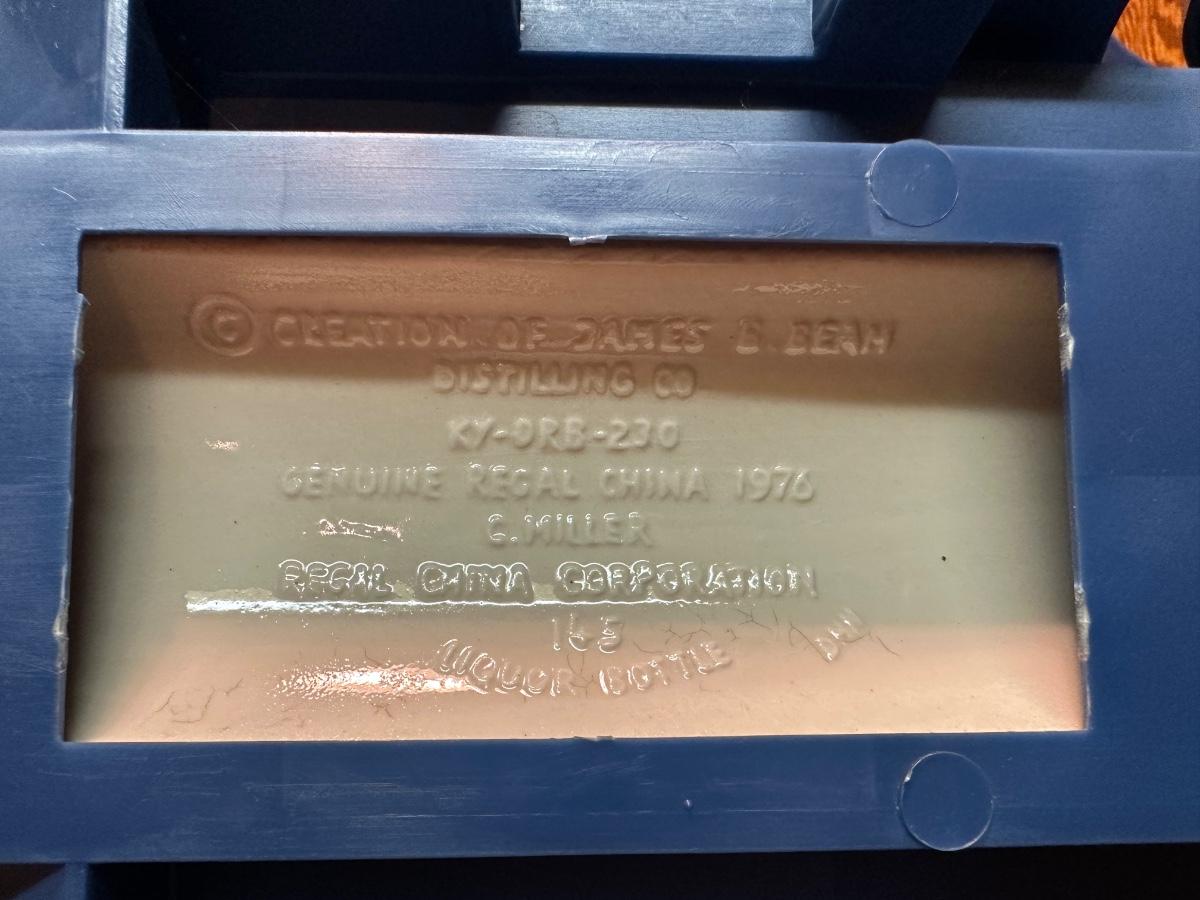 © CREATION OF JAMES B. BEAM
DISTILLING CO
KY-DRB-230
GENUINE REGAL CHINA 1976
C. MILLER
REGAL CHINA CORPORATION
165
LIQUOR BOTTLE